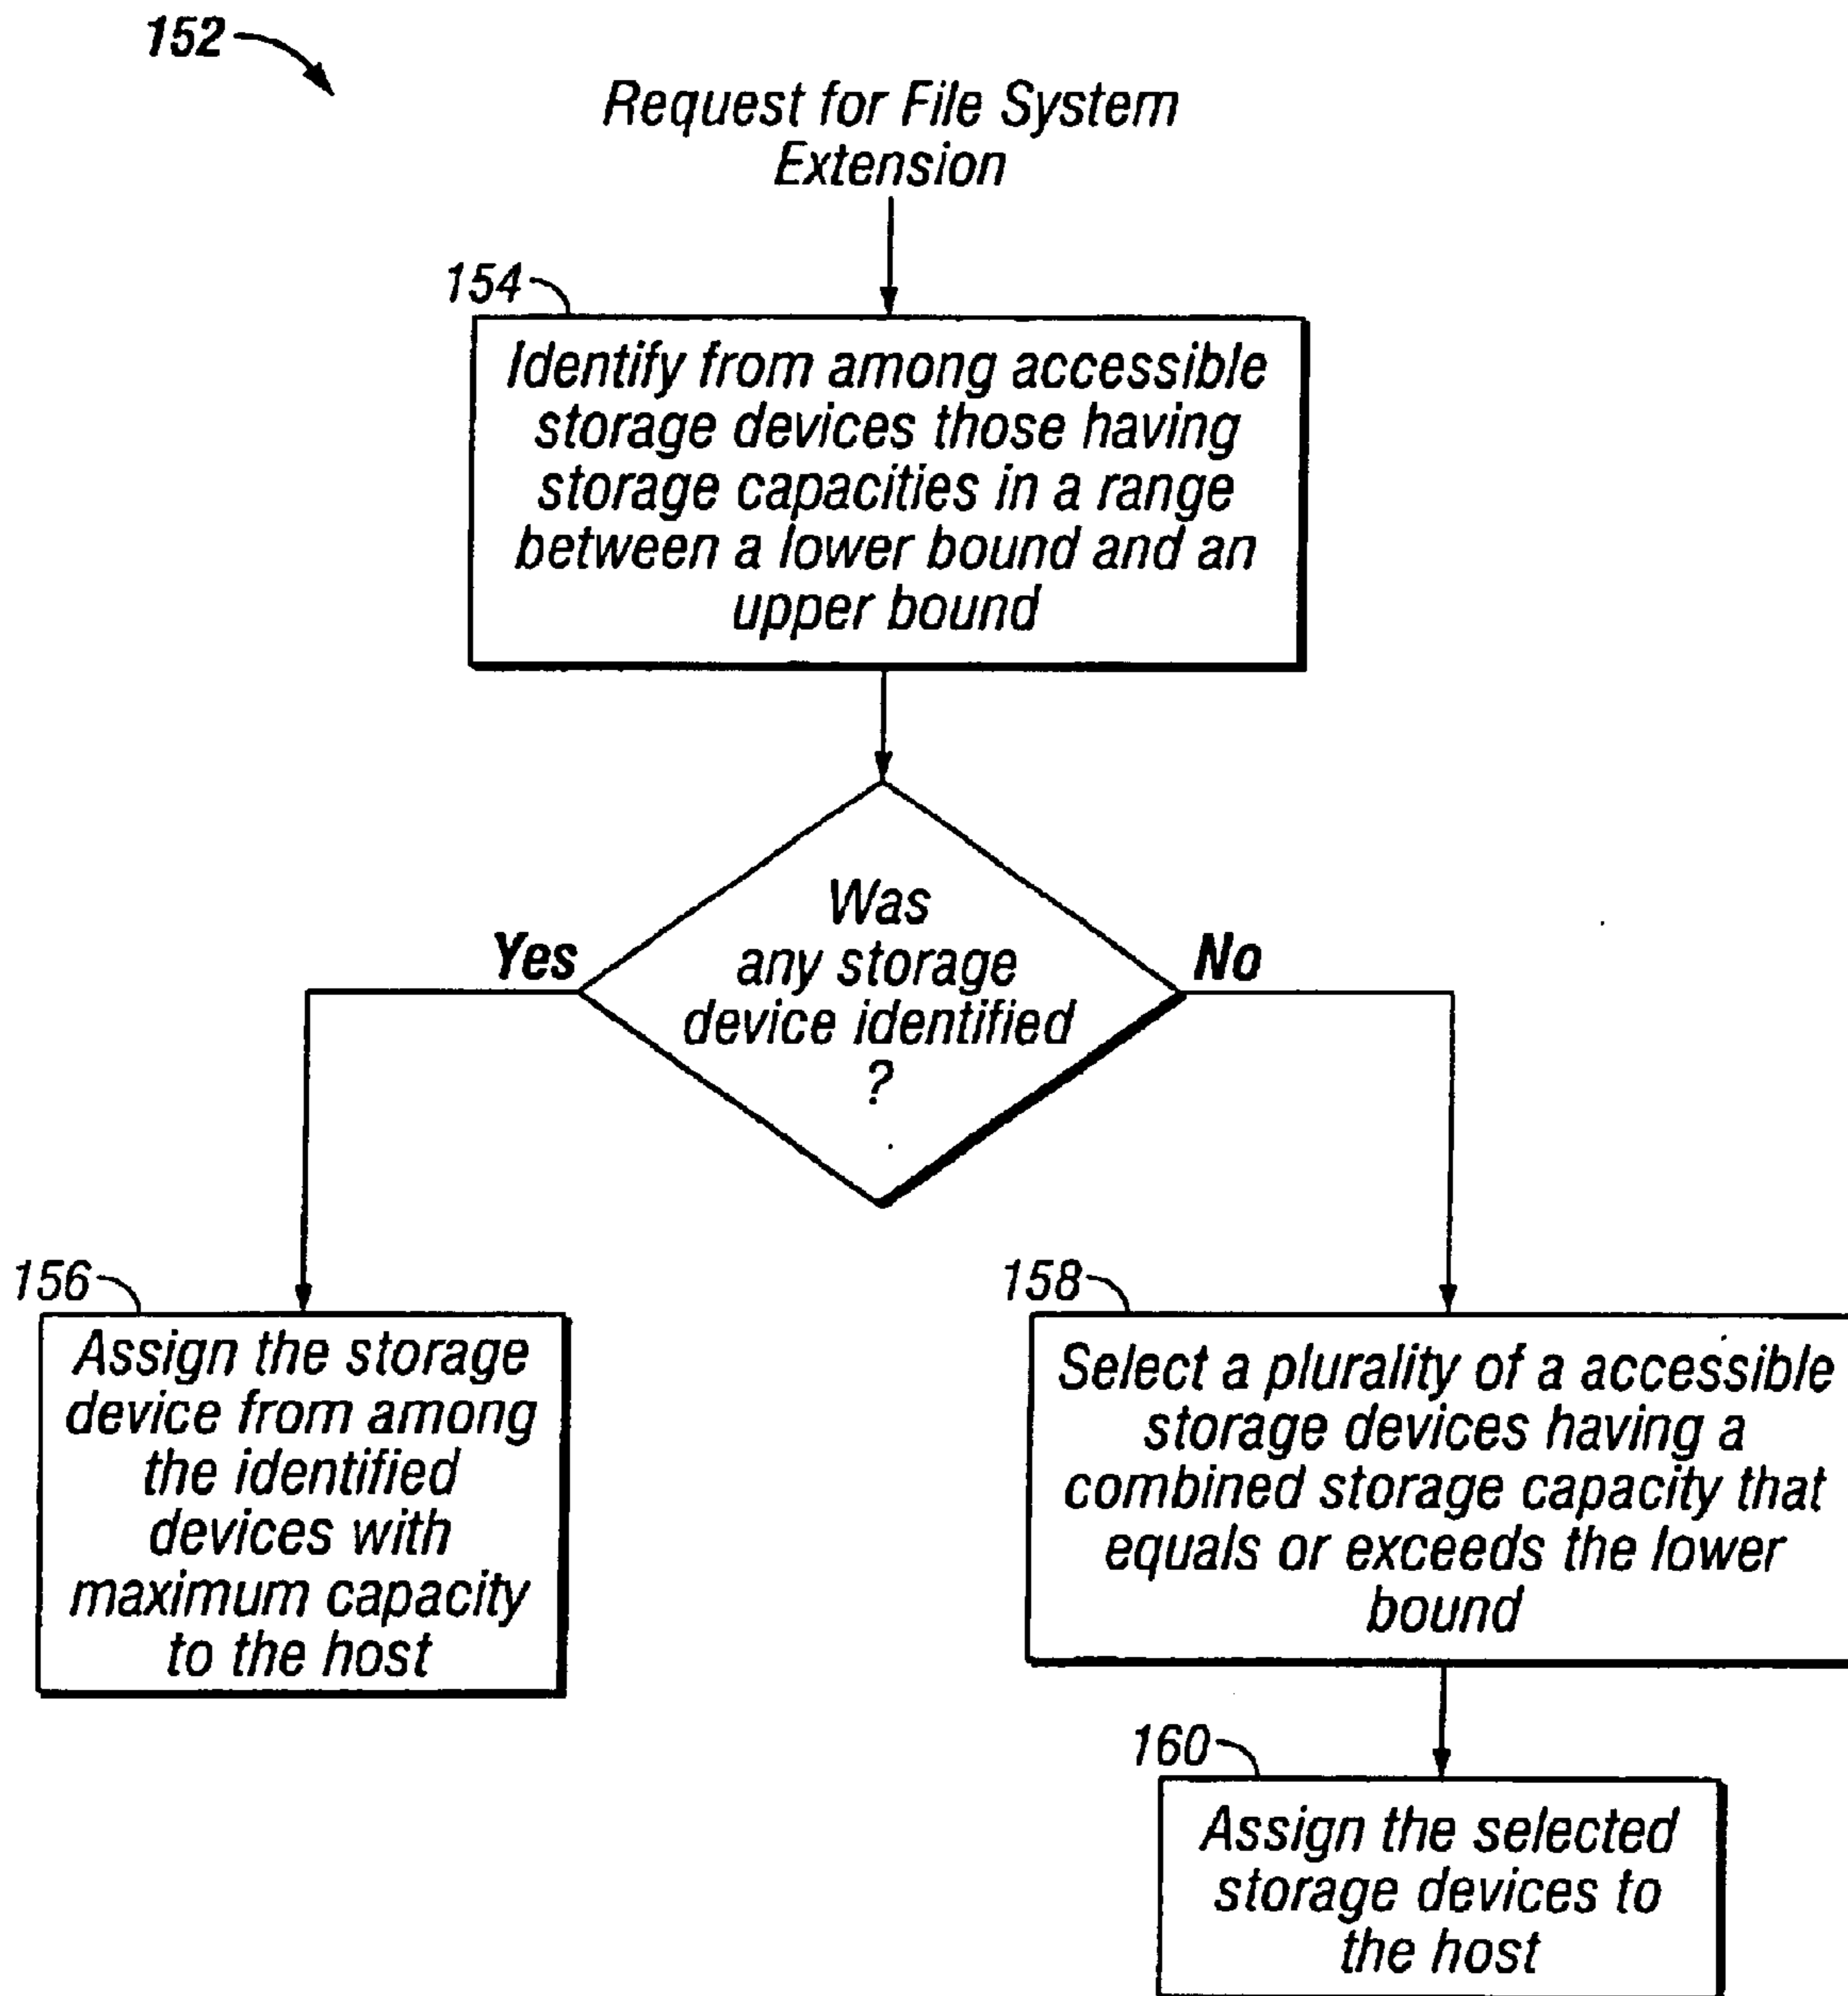 152
Request for File System
Extension
154
Identify from among accessible
storage devices those having
storage capacities in a range
between a lower bound and an
upper bound
Was
any storage
device identified
?
Yes
No
156
Assign the storage
device from among
the identified
devices with
maximum capacity
to the host
158
Select a plurality of a accessible
storage devices having a
combined storage capacity that
equals or exceeds the lower
bound
160
Assign the selected
storage devices to
the host